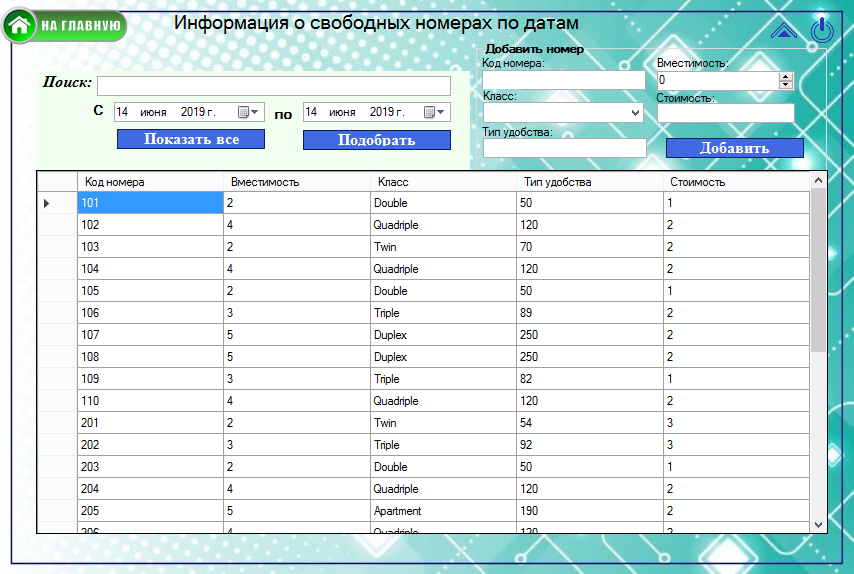 НА ГЛАВНУЮ
Информация о свободных номерах по датам
Добавить номер
Код номера:
Вместимость:
0
Класс:
Стоимость:
Тип удобства:
Добавить
Поиск:
С 14 июня 2019 г. по 14 июня 2019 г.
Показать все
Подобрать
Код номера Вместимость Класс Тип удобства Стоимость
101 2 Double 50 1
102 4 Quadriple 120 2
103 2 Twin 70 2
104 4 Quadriple 120 2
105 2 Double 50 1
106 3 Triple 89 2
107 5 Duplex 250 2
108 5 Duplex 250 2
109 3 Triple 82 1
110 4 Quadriple 120 2
201 2 Twin 54 3
202 3 Triple 92 3
203 2 Double 50 1
204 4 Quadriple 120 2
205 5 Apartment 190 2
206 4 Quadriple 120 2